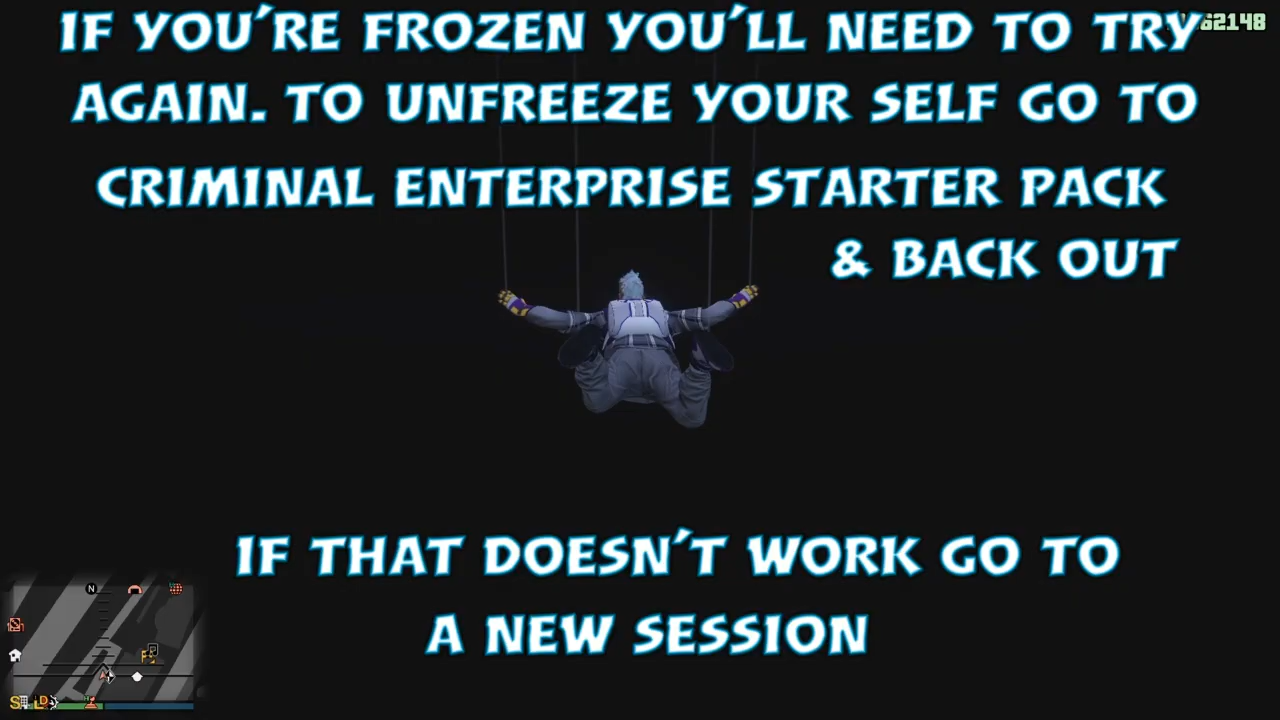 IF YOU'RE FROZEN YOU'LL NEED TO TRY
AGAIN. TO UNFREEZE YOUR SELF GO TO
CRIMINAL ENTERPRISE STARTER PACK
& BACK OUT
IF THAT DOESN'T WORK GO TO
A NEW SESSION
N